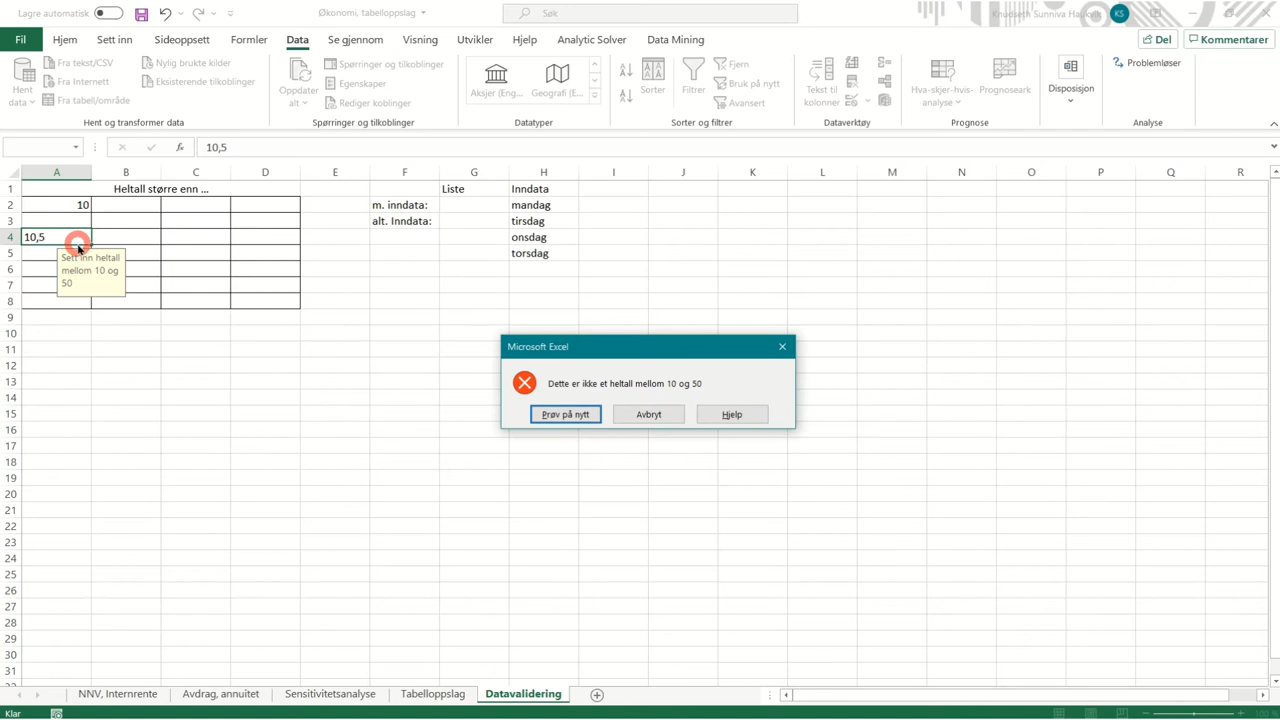 Lagre automatisk
Økonomi, tabelloppslag
Søk
Knudseth Sunniva Haukvik
KS
Fil
Hjem
Sett inn
Sideoppsett
Formler
Data
Se gjennom
Visning
Utvikler
Hjelp
Analytic Solver
Data Mining
Del
Kommentarer
Hent data
Fra tekst/CSV
Fra Internett
Fra tabell/område
Nylig brukte kilder
Eksisterende tilkoblinger
Hent og transformer data
Oppdater alt
Spørringer og tilkoblinger
Egenskaper
Rediger koblinger
Spørringer og tilkoblinger
Aksjer (Eng...
Geografi (E...
Datatyper
Sorter
Filtrer
Fjern
Bruk på nytt
Avansert
Sorter og filtrer
Tekst til kolonner
Dataverktøy
Hva-skjer-hvis-analyse
Prognoseark
Prognose
Disposjon
Problemløser
Analyse
fx
10,5
A B C D E F G H I J K L M N O P Q R
1 Heltall større enn ... Liste Inndata
2 10 m. inndata: mandag
3 alt. Inndata: tirsdag
4 10,5 onsdag
5 torsdag
Sett inn heltall
mellom 10 og
50
6
7
8
9
10
11
12
13
14
15
16
17
18
19
20
21
22
23
24
25
26
27
28
29
30
31
Microsoft Excel
Dette er ikke et heltall mellom 10 og 50
Prøv på nytt
Avbryt
Hjelp
NNV, Internrente
Avdrag, annuitet
Sensitivitetsanalyse
Tabelloppslag
Datavalidering
Klar